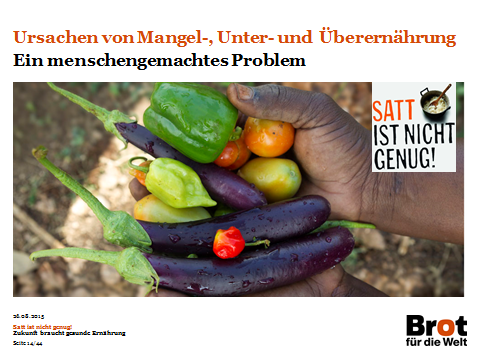 Ursachen von Mangel-, Unter- und Überernährung
Ein menschengemachtes Problem
SATT
IST NICHT
GENUG!
26.08.2015
Satt ist nicht genug!
Zukunft braucht gesunde Ernährung
Seite 14/44
Brot
für die Welt